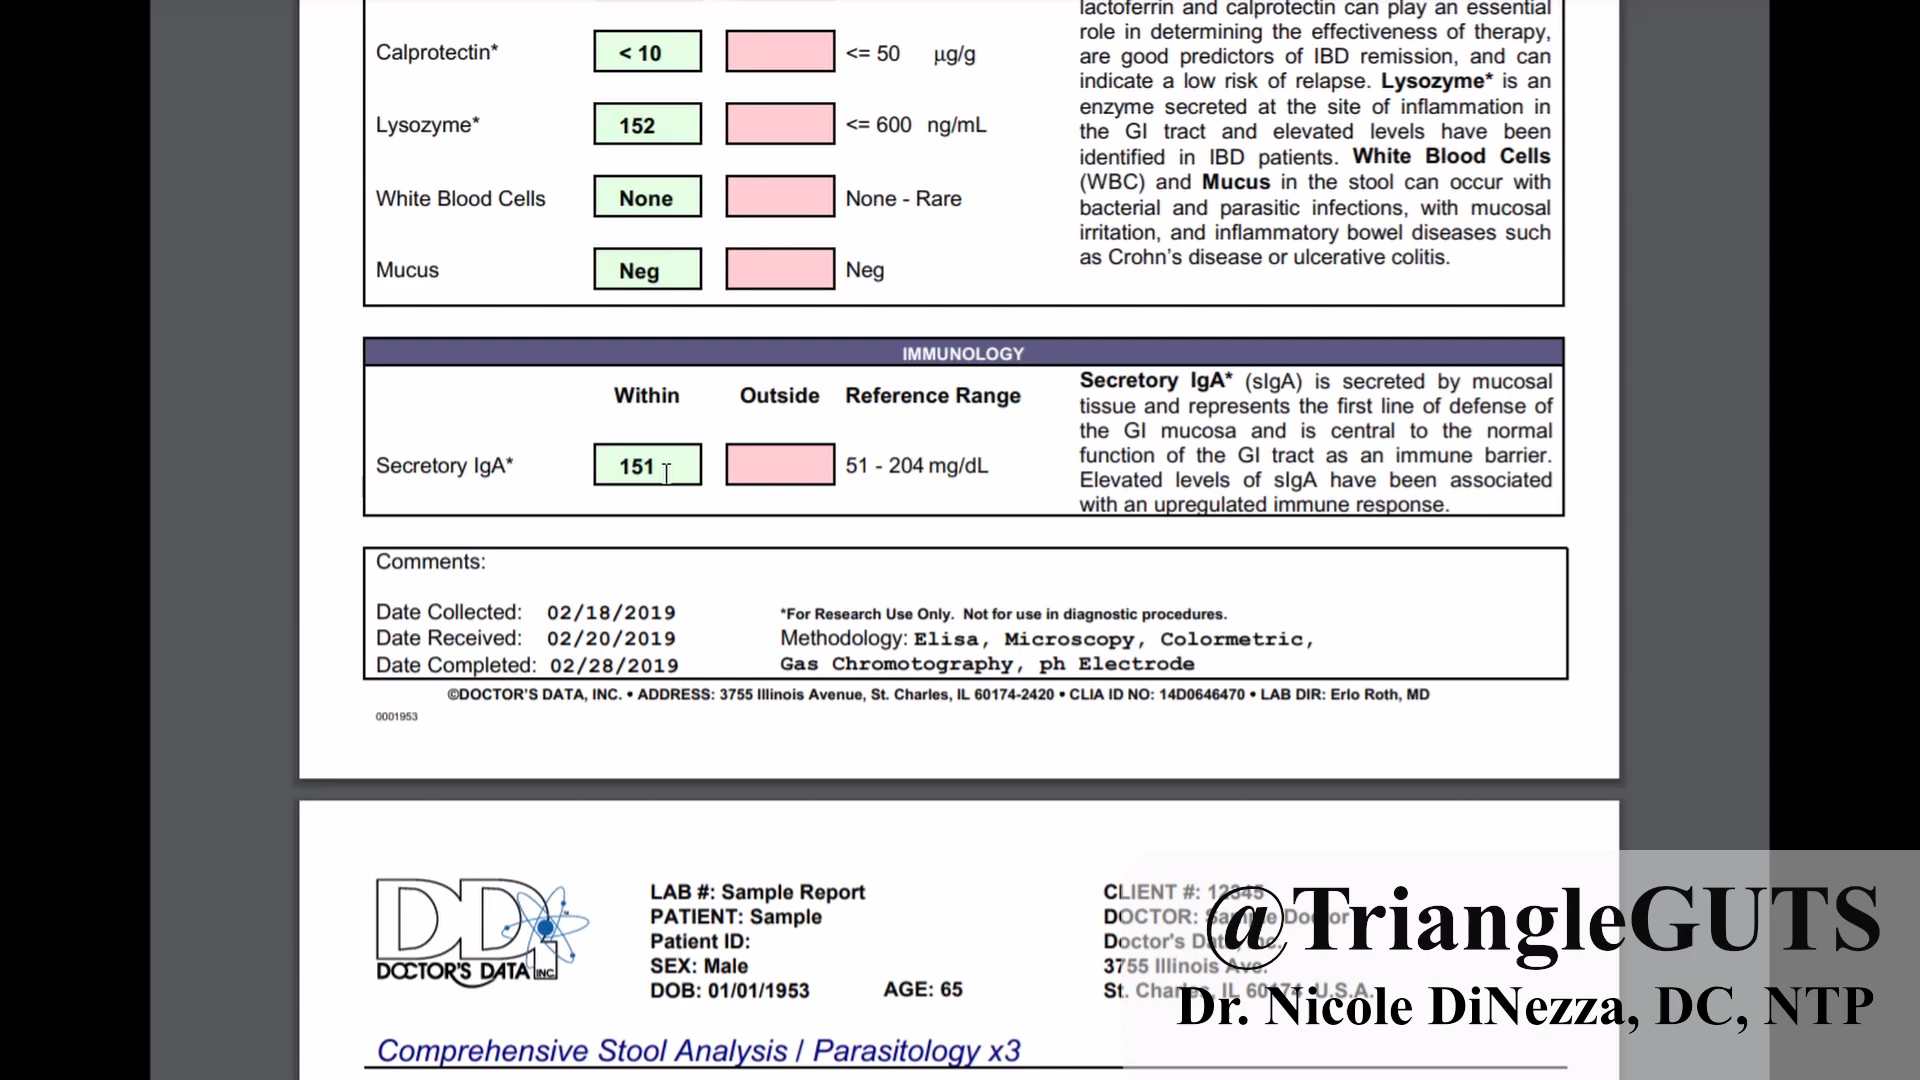 lactoferrin and calprotectin can play an essential
role in determining the effectiveness of therapy,
are good predictors of IBD remission, and can
indicate a low risk of relapse. Lysozyme* is an
enzyme secreted at the site of inflammation in
the GI tract and elevated levels have been
identified in IBD patients. White Blood Cells
(WBC) and Mucus in the stool can occur with
bacterial and parasitic infections, with mucosal
irritation, and inflammatory bowel diseases such
as Crohn's disease or ulcerative colitis.
Calprotectin* < 10 <= 50 µg/g
Lysozyme* 152 <= 600 ng/mL
White Blood Cells None None - Rare
Mucus Neg Neg
IMMUNOLOGY
Within Outside Reference Range
Secretory IgA* 151 51 - 204 mg/dL
Secretory IgA* (sIgA) is secreted by mucosal
tissue and represents the first line of defense of
the GI mucosa and is central to the normal
function of the GI tract as an immune barrier.
Elevated levels of sIgA have been associated
with an upregulated immune response.
Comments:
Date Collected: 02/18/2019 *For Research Use Only. Not for use in diagnostic procedures.
Date Received: 02/20/2019 Methodology: Elisa, Microscopy, Colormetric,
Date Completed: 02/28/2019 Gas Chromotography, ph Electrode
©DOCTOR'S DATA, INC. • ADDRESS: 3755 Illinois Avenue, St. Charles, IL 60174-2420 • CLIA ID NO: 14D0646470 • LAB DIR: Erlo Roth, MD
0001953
DOCTOR'S DATA INC.
LAB #: Sample Report
PATIENT: Sample
Patient ID:
SEX: Male
DOB: 01/01/1953 AGE: 65
CLIENT #: 12345
DOCTOR: Sample Doctor
Doctor's Data, Inc.
3755 Illinois Ave.
St. Charles, IL 60174 U.S.A.
@TriangleGUTS
Dr. Nicole DiNezza, DC, NTP
Comprehensive Stool Analysis / Parasitology x3